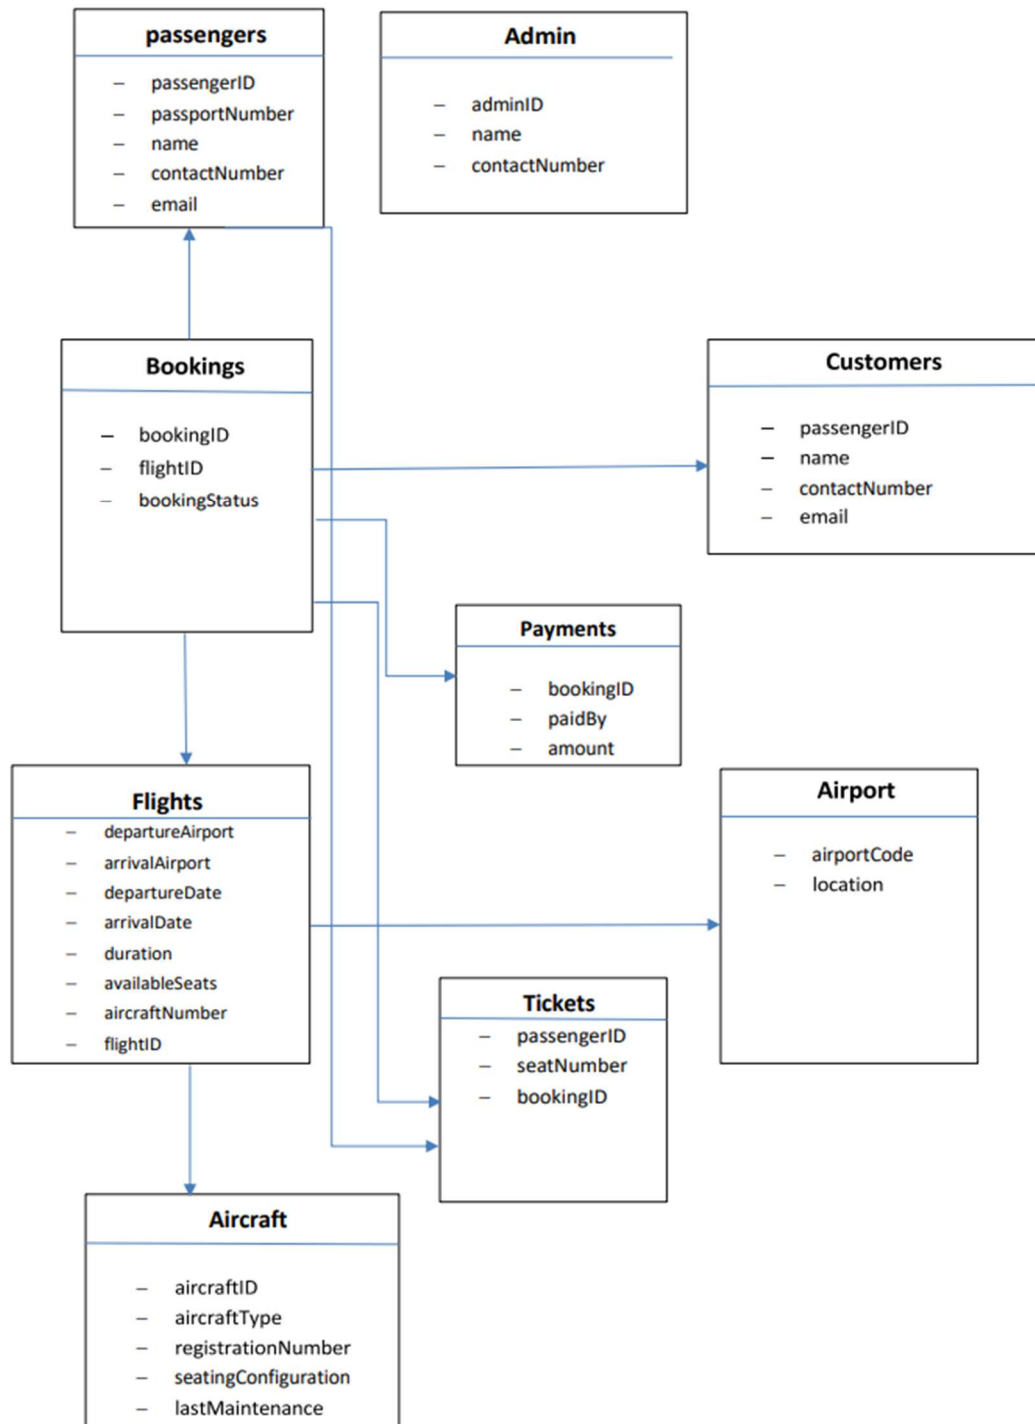 passengers
– passengerID
– passportNumber
– name
– contactNumber
– email
Admin
– adminID
– name
– contactNumber
Bookings
– bookingID
– flightID
– bookingStatus
Customers
– passengerID
– name
– contactNumber
– email
Payments
– bookingID
– paidBy
– amount
Flights
– departureAirport
– arrivalAirport
– departureDate
– arrivalDate
– duration
– availableSeats
– aircraftNumber
– flightID
Airport
– airportCode
– location
Tickets
– passengerID
– seatNumber
– bookingID
Aircraft
– aircraftID
– aircraftType
– registrationNumber
– seatingConfiguration
– lastMaintenance